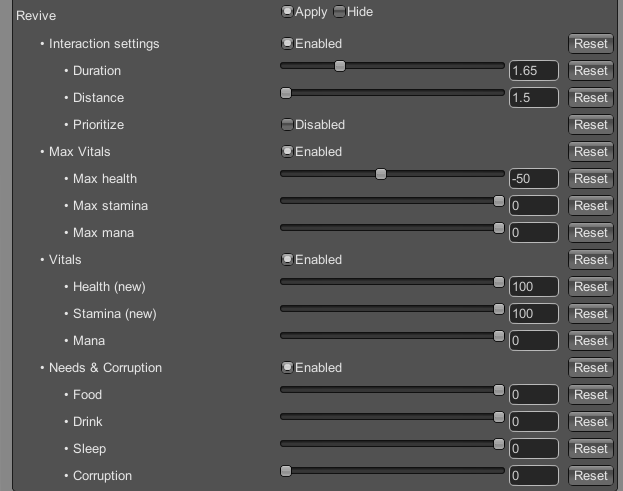 Revive Apply Hide
• Interaction settings Enabled Reset
• Duration 1.65 Reset
• Distance 1.5 Reset
• Prioritize Disabled Reset
• Max Vitals Enabled Reset
• Max health -50 Reset
• Max stamina 0 Reset
• Max mana 0 Reset
• Vitals Enabled Reset
• Health (new) 100 Reset
• Stamina (new) 100 Reset
• Mana 0 Reset
• Needs & Corruption Enabled Reset
• Food 0 Reset
• Drink 0 Reset
• Sleep 0 Reset
• Corruption 0 Reset